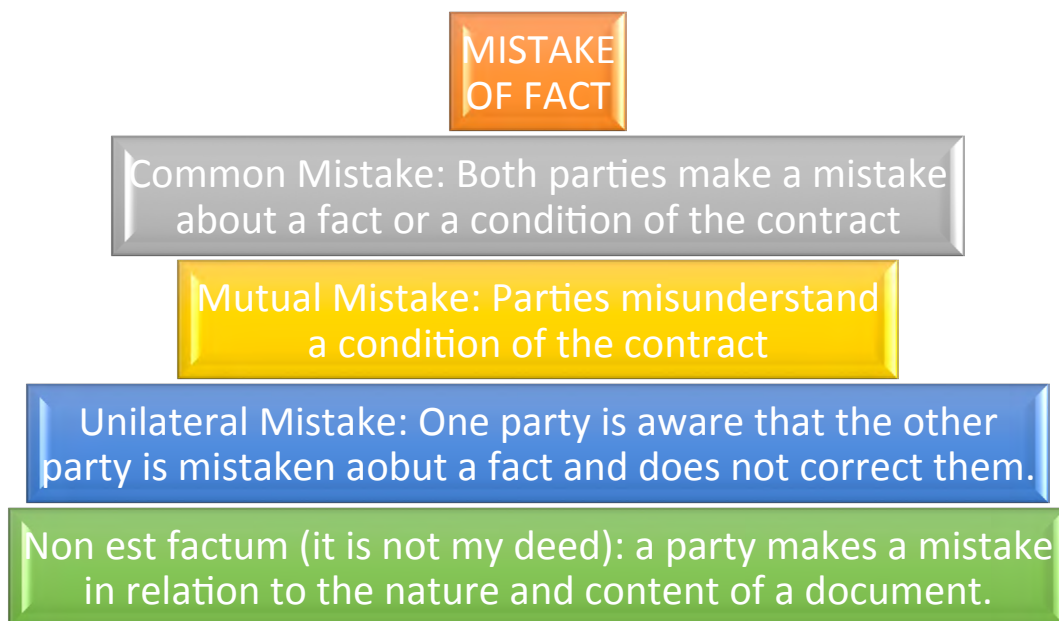 MISTAKE
OF FACT
Common Mistake: Both parties make a mistake
about a fact or a condition of the contract
Mutual Mistake: Parties misunderstand
a condition of the contract
Unilateral Mistake: One party is aware that the other
party is mistaken aobut a fact and does not correct them.
Non est factum (it is not my deed): a party makes a mistake
in relation to the nature and content of a document.